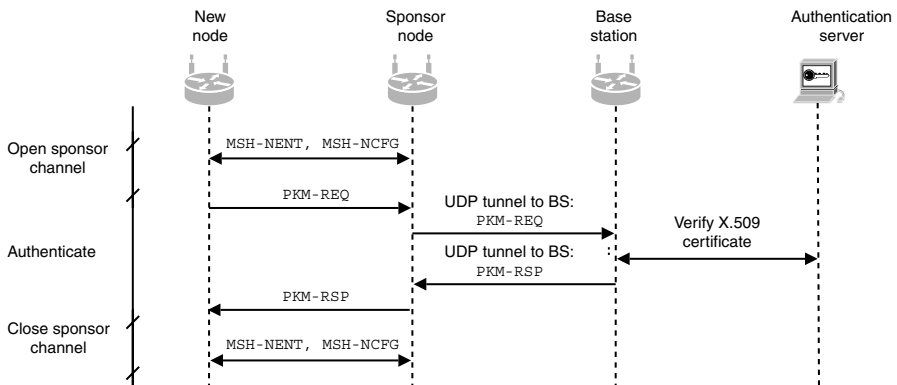 New
node
Sponsor
node
Base
station
Authentication
server
Open sponsor
channel
MSH-NENT, MSH-NCFG
PKM-REQ
UDP tunnel to BS:
PKM-REQ
Verify X.509
certificate
Authenticate
UDP tunnel to BS:
PKM-RSP
PKM-RSP
Close sponsor
channel
MSH-NENT, MSH-NCFG